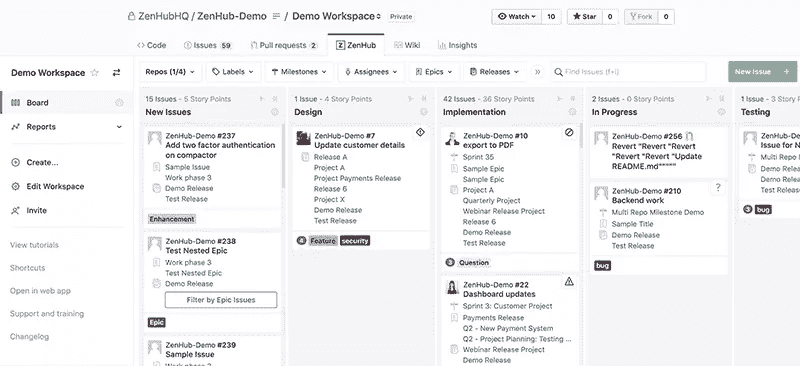 ZenHubHQ / ZenHub-Demo / Demo Workspace Private
Watch 10 Star 0 Fork 0
Code Issues 59 Pull requests 2 ZenHub Wiki Insights
Demo Workspace
Repos (1/4) Labels Milestones Assignees Epics Releases » Find Issues (f+i) New Issue +
Board
Reports
Create...
Edit Workspace
Invite
View tutorials
Shortcuts
Open in web app
Support and training
Changelog
15 Issues - 5 Story Points
New Issues
ZenHub-Demo #237
Add two factor authentication
on compactor
Sample Issue
Work phase 3
Demo Release
Test Release
Enhancement
ZenHub-Demo #238
Test Nested Epic
Work phase 3
Test Nested Epic
Demo Release
Filter by Epic Issues
Epic
ZenHub-Demo #239
Sample Issue
Work phase 3
1 Issue - 4 Story Points
Design
ZenHub-Demo #7
Update customer details
Release A
Project A
Project Payments Release
Release 6
Project X
Demo Release
Test Release
4 Feature security
42 Issues - 36 Story Points
Implementation
ZenHub-Demo #10
export to PDF
Sprint 35
Sample Epic
Sample Epic
Project A
Quarterly Project
Webinar Release Project
Release 6
Demo Release
Test Release
Question
ZenHub-Demo #22
Dashboard updates
Sprint 3: Customer Project
Payments Release
Q2 - New Payment System
Q2 - Project Planning: Testing ...
Webinar Release Project
Demo Release
2 Issues - 0 Story Points
In Progress
ZenHub-Demo #256
Revert "Revert "Revert
"Revert "Revert "Update
README.md"""""
ZenHub-Demo #210
Backend work
?
Multi Repo Milestone Demo
Sample Title
Demo Release
Test Release
bug
1 Issue - 3 St
Testing
ZenHub-
Issue for N
Multi Repo
Demo Rele
Test Relea
3 bug